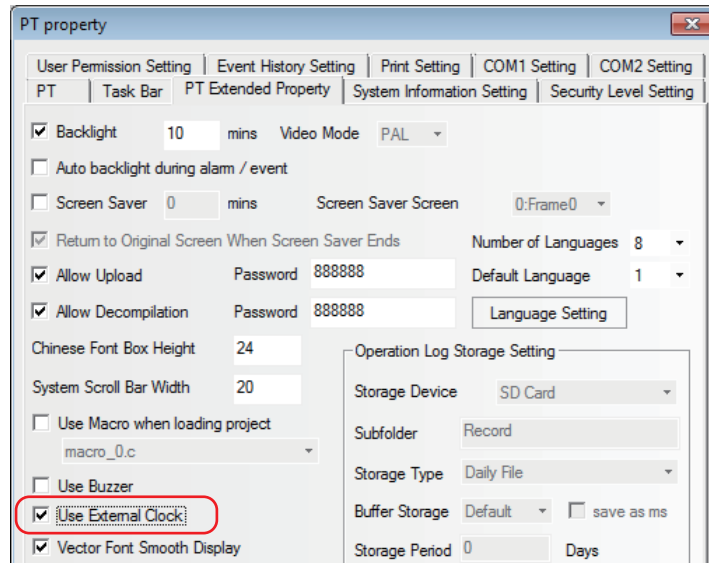 PT property
User Permission Setting Event History Setting Print Setting COM1 Setting COM2 Setting
PT Task Bar PT Extended Property System Information Setting Security Level Setting
Backlight 10 mins Video Mode PAL
Auto backlight during alarm / event
Screen Saver 0 mins Screen Saver Screen 0:Frame0
Return to Original Screen When Screen Saver Ends Number of Languages 8
Allow Upload Password 888888 Default Language 1
Allow Decompilation Password 888888 Language Setting
Chinese Font Box Height 24 Operation Log Storage Setting
System Scroll Bar Width 20 Storage Device SD Card
Use Macro when loading project Subfolder Record
macro_0.c
Storage Type Daily File
Use Buzzer
Use External Clock Buffer Storage Default save as ms
Vector Font Smooth Display Storage Period 0 Days